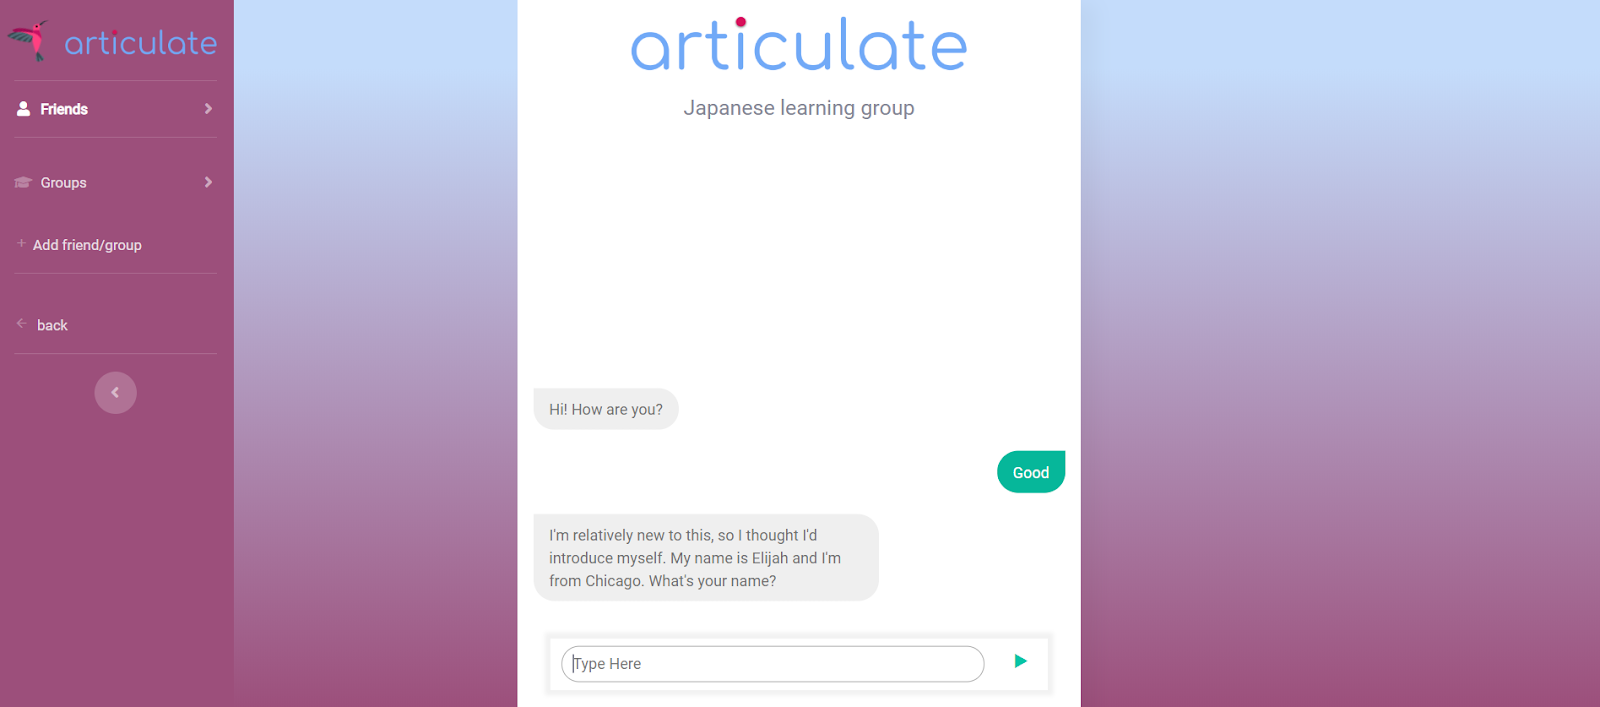 articulate
Friends
Groups
Add friend/group
back
articulate
Japanese learning group
Hi! How are you?
Good
I'm relatively new to this, so I thought I'd
introduce myself. My name is Elijah and I'm
from Chicago. What's your name?
Type Here